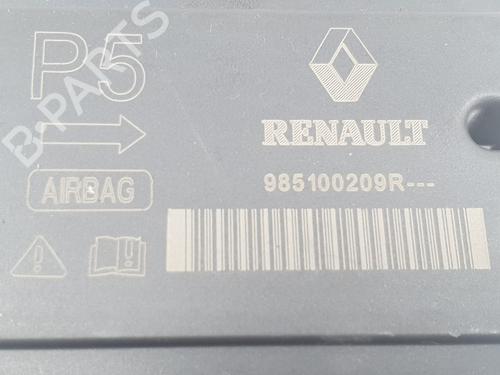 P5
RENAULT
985100209R---
AIRBAG
B-PARTS